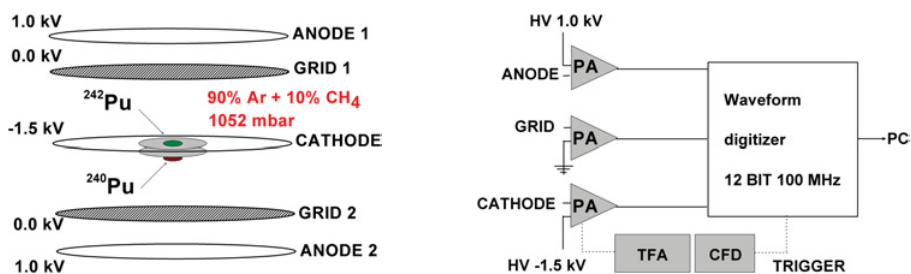 1.0 kV
ANODE 1
0.0 kV
GRID 1
242Pu
90% Ar + 10% CH4
1052 mbar
-1.5 kV
CATHODE
240Pu
GRID 2
0.0 kV
ANODE 2
1.0 kV
HV 1.0 kV
PA
ANODE
GRID
PA
CATHODE
PA
HV -1.5 kV
Waveform
digitizer
12 BIT 100 MHz
PC
TFA
CFD
TRIGGER